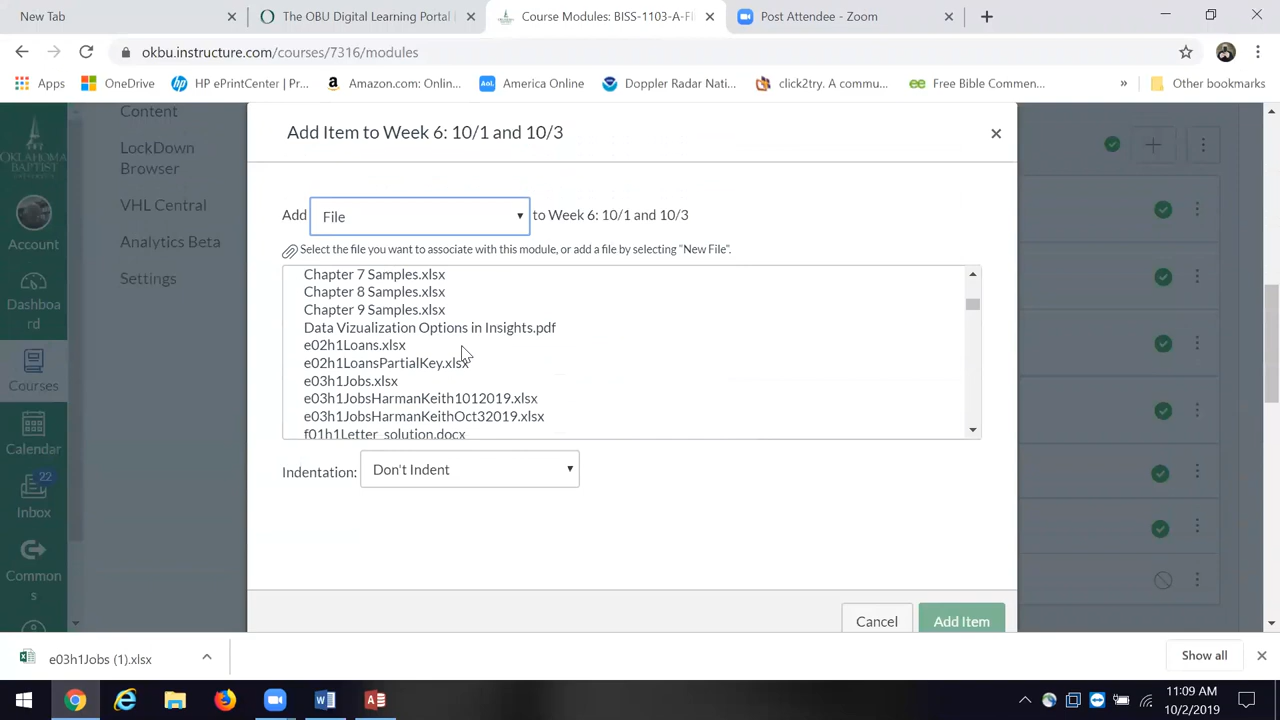 New Tab
The OBU Digital Learning Portal
Course Modules: BISS-1103-A-Fi
Post Attendee - Zoom
okbu.instructure.com/courses/7316/modules
Apps
OneDrive
HP ePrintCenter | Pr...
Amazon.com: Onlin...
America Online
Doppler Radar Nati...
click2try. A commu...
Free Bible Commen...
»
Other bookmarks
OKLAHOMA
BAPTIST
Account
Dashboa
rd
Courses
Calendar
22
Inbox
Common
s
Content
LockDown
Browser
VHL Central
Analytics Beta
Settings
Add Item to Week 6: 10/1 and 10/3
Add File to Week 6: 10/1 and 10/3
Select the file you want to associate with this module, or add a file by selecting "New File".
Chapter 7 Samples.xlsx
Chapter 8 Samples.xlsx
Chapter 9 Samples.xlsx
Data Vizualization Options in Insights.pdf
e02h1Loans.xlsx
e02h1LoansPartialKey.xlsx
e03h1Jobs.xlsx
e03h1JobsHarmanKeith1012019.xlsx
e03h1JobsHarmanKeithOct32019.xlsx
f01h1Letter_solution.docx
Indentation: Don't Indent
Cancel
Add Item
e03h1Jobs (1).xlsx
Show all
11:09 AM
10/2/2019